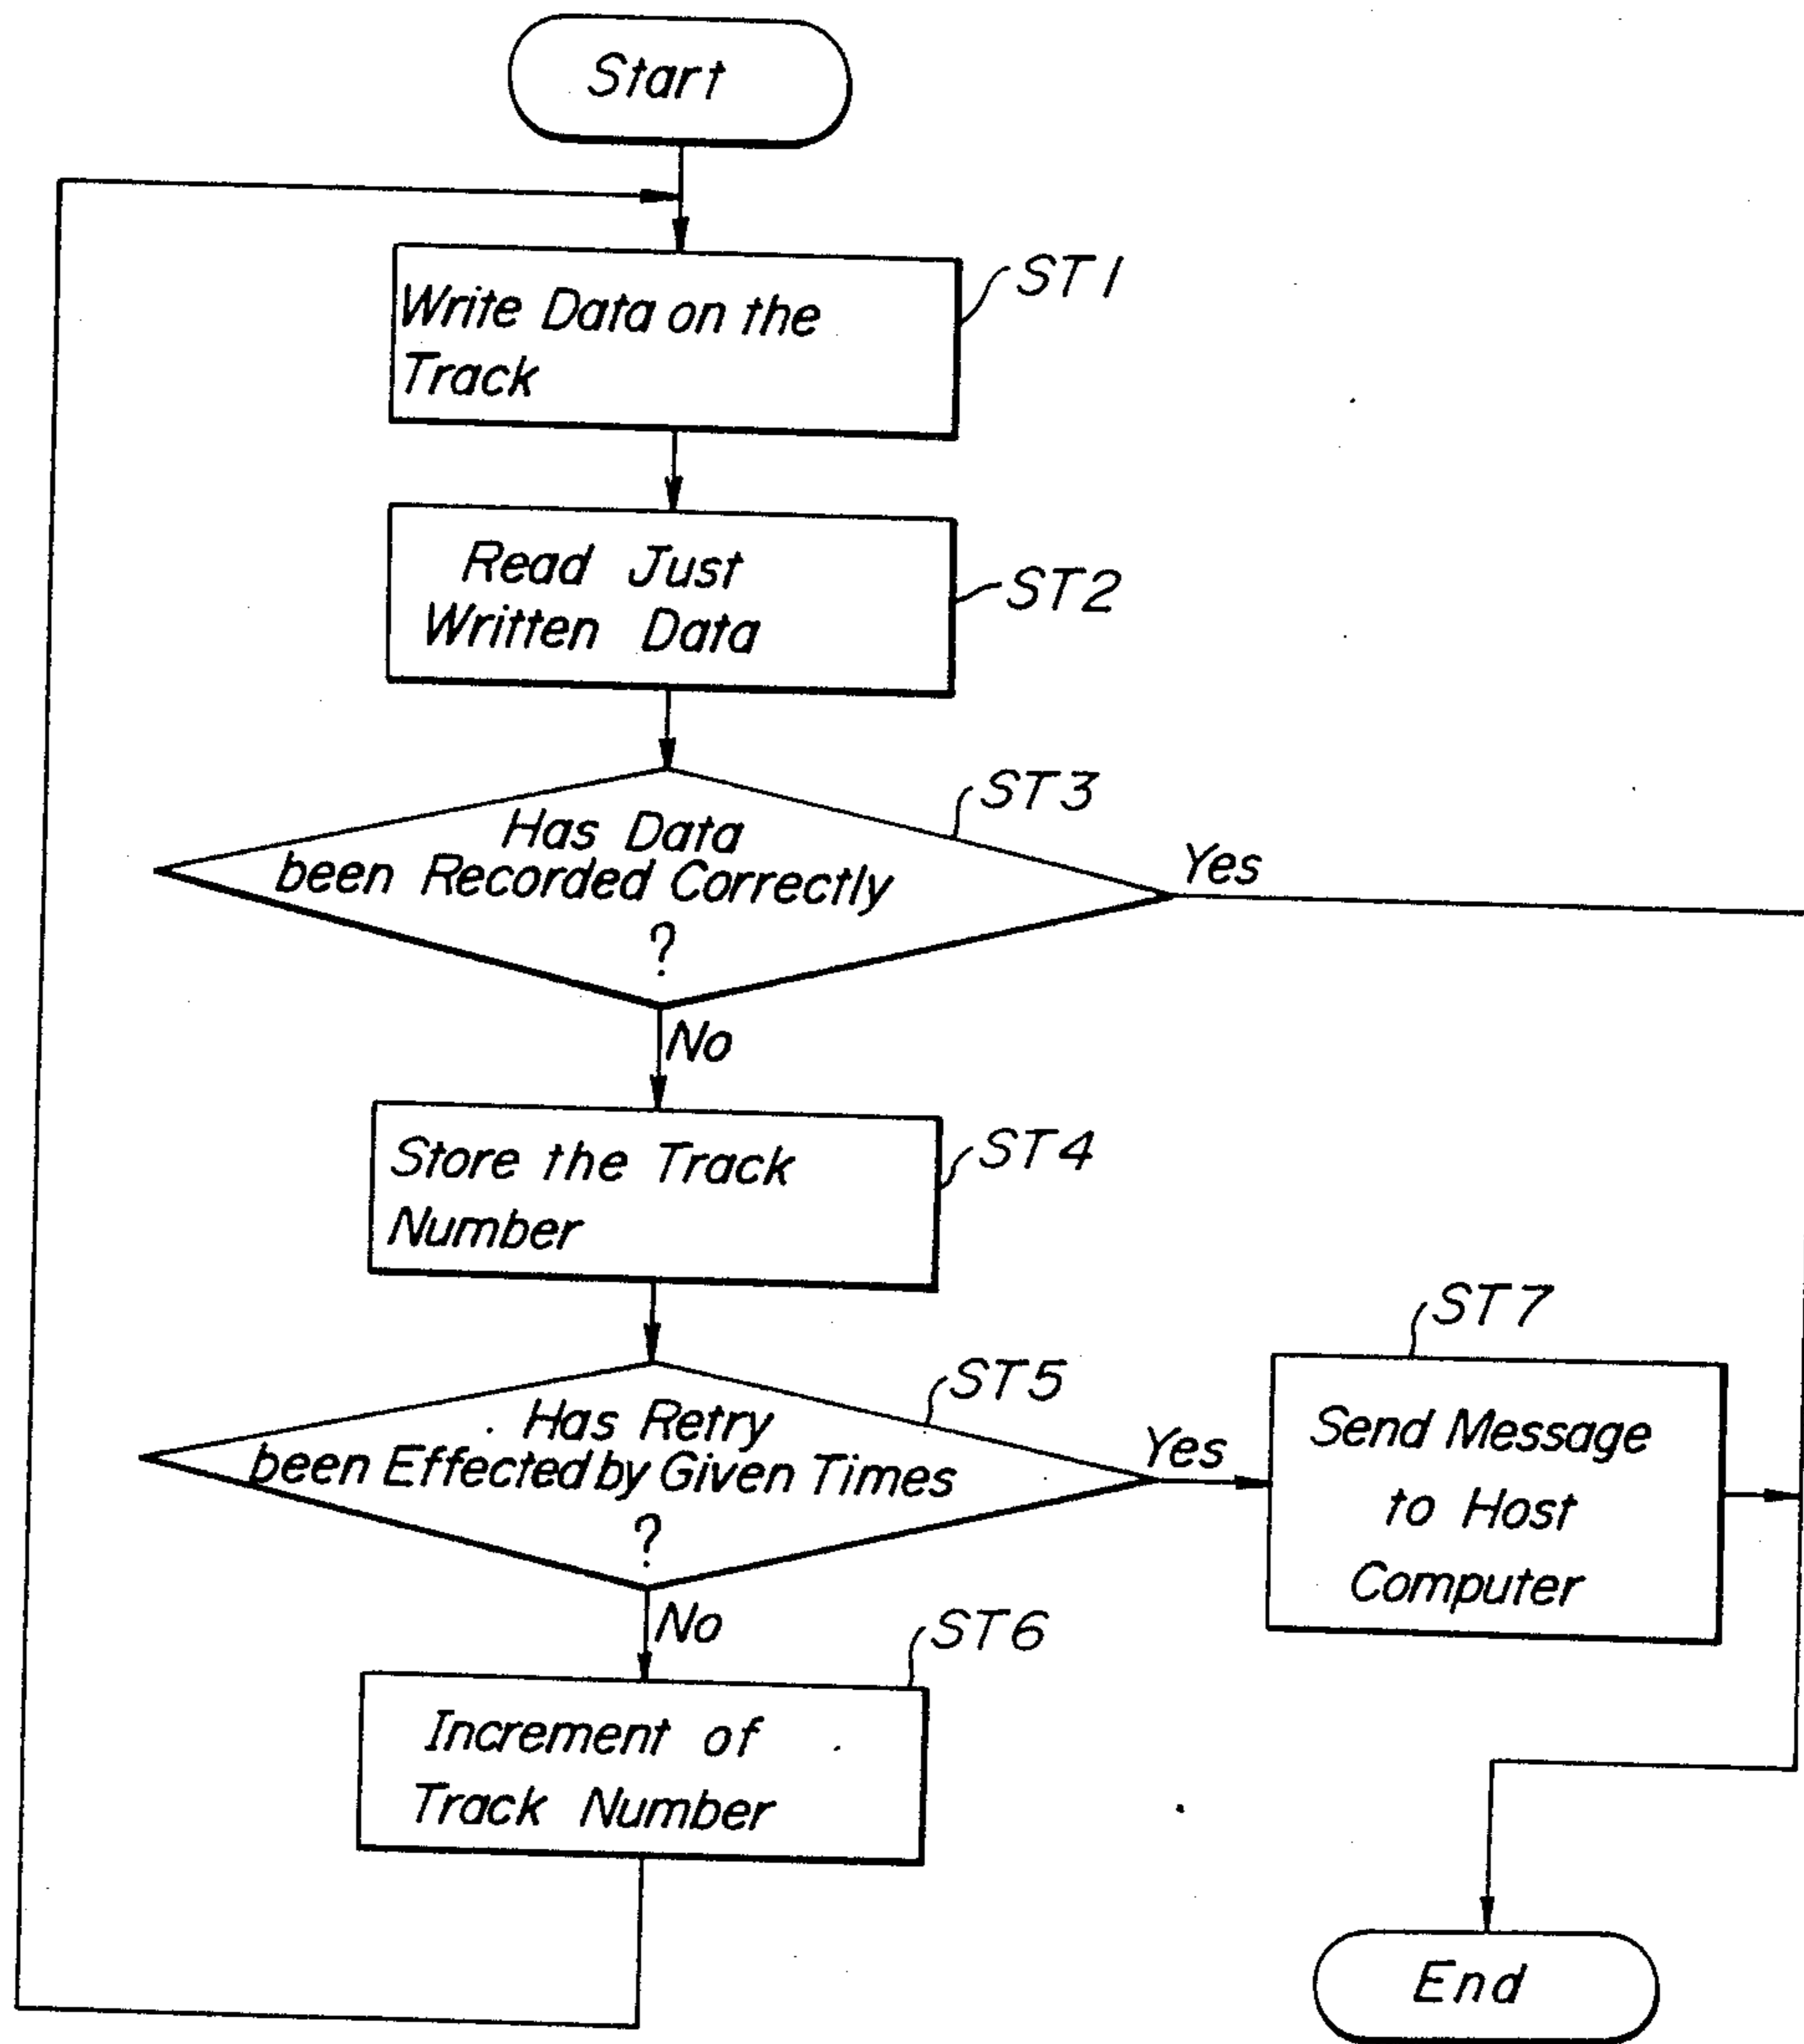 Start
ST1
Write Data on the
Track
ST2
Read Just
Written Data
ST3
Has Data
been Recorded Correctly
?
Yes
No
ST4
Store the Track
Number
ST5
Has Retry
been Effected by Given Times
?
Yes
No
ST7
Send Message
to Host
Computer
ST6
Increment of
Track Number
End